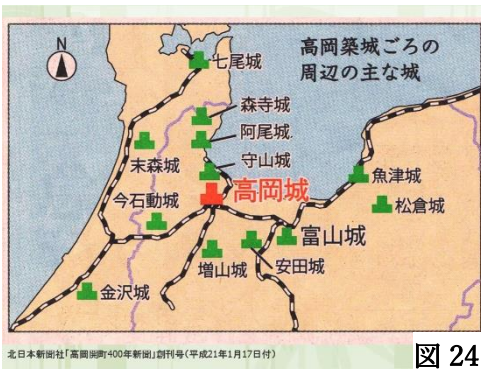 高岡築城ごろの
周辺の主な城
N
七尾城
森寺城
阿尾城
末森城
守山城
高岡城
魚津城
今石動城
松倉城
富山城
増山城
安田城
金沢城
北日本新聞社「高岡開町400年新聞」創刊号(平成21年1月17日付)
図 24